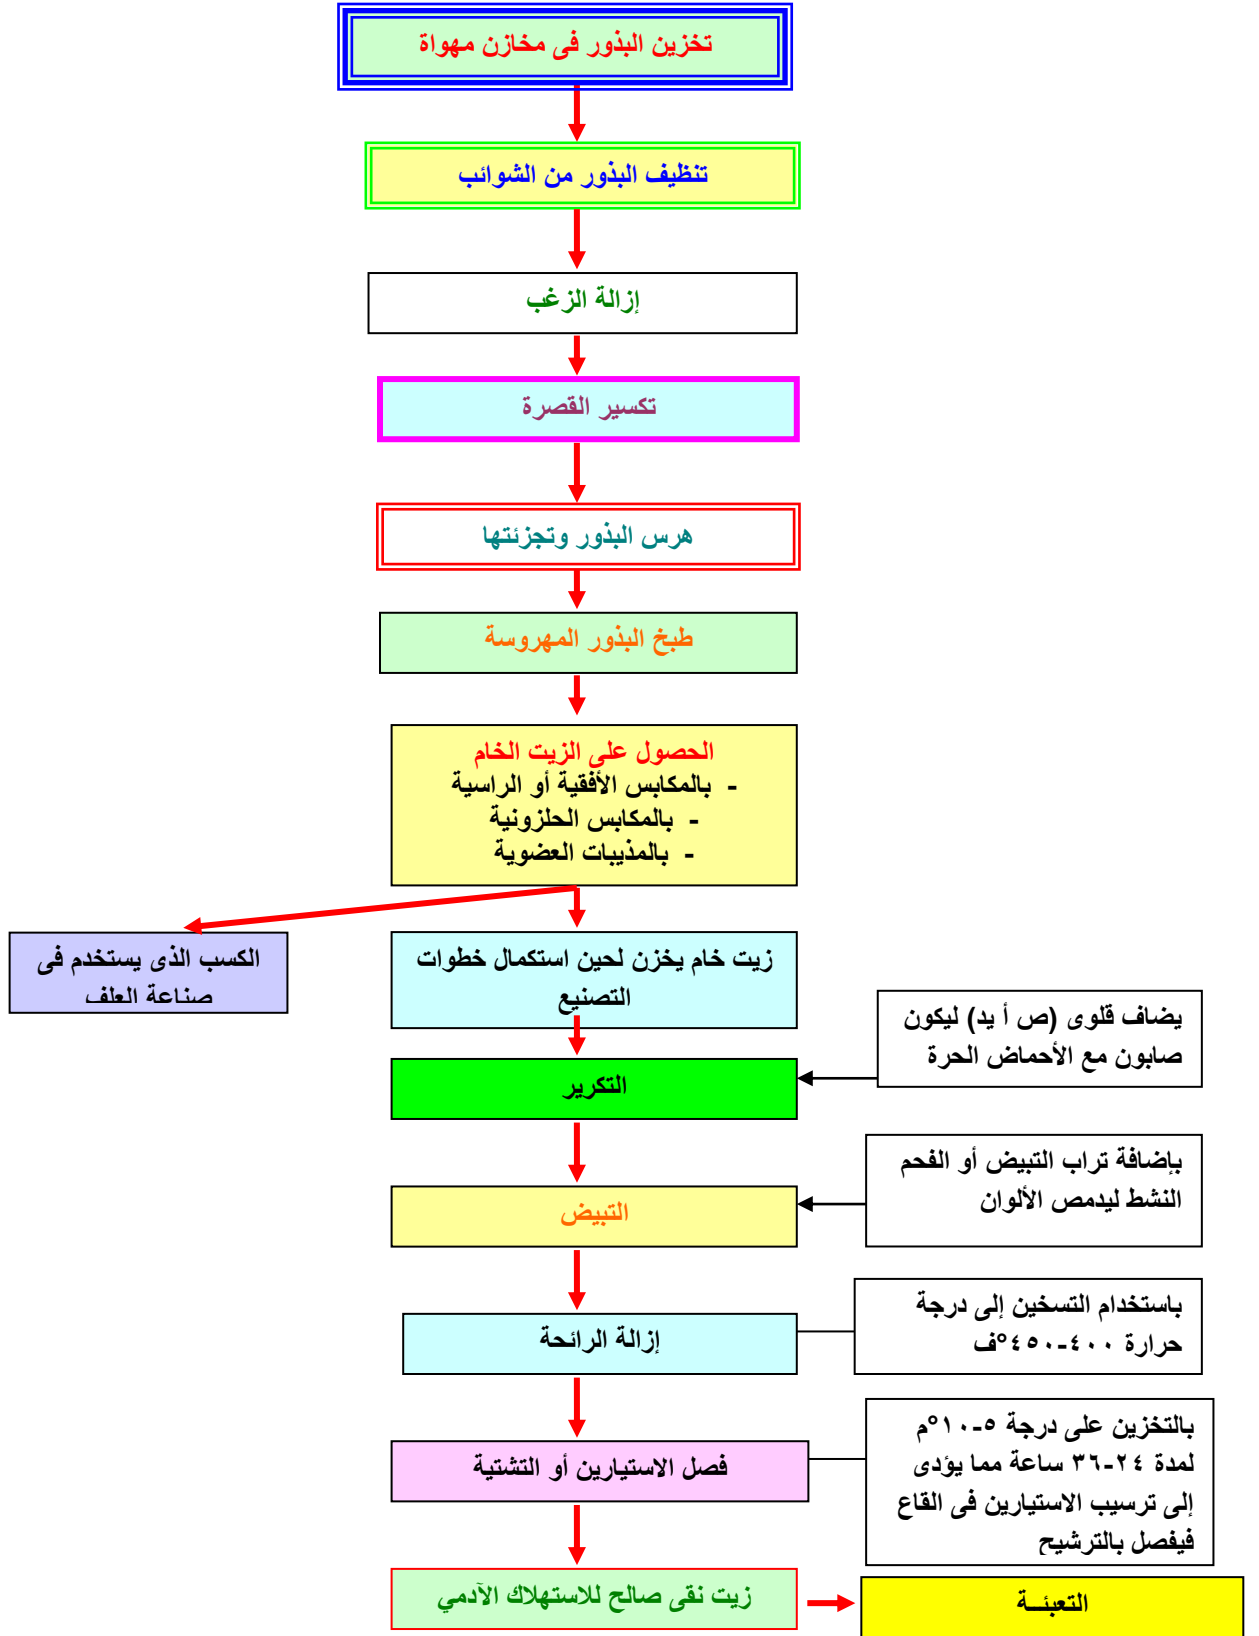 تخزين البذور فى مخازن مهواة
تنظيف البذور من الشوائب
إزالة الزغب
تكسير القصرة
هرس البذور وتجزئتها
طبخ البذور المهروسة
الحصول على الزيت الخام
- بالمكابس الأفقية أو الراسية
- بالمكابس الحلزونية
- بالمذيبات العضوية
الكسب الذى يستخدم فى
صناعة العلف
زيت خام يخزن لحين استكمال خطوات
التصنيع
يضاف قلوى (ص أ يد) ليكون
صابون مع الأحماض الحرة
التكرير
بإضافة تراب التبيض أو الفحم
النشط ليدمص الألوان
التبيض
باستخدام التسخين إلى درجة
حرارة ٤٠٠-٤٥٠°ف
إزالة الرائحة
بالتخزين على درجة ٥-١٠°م
لمدة ٢٤-٣٦ ساعة مما يؤدى
إلى ترسيب الاستيارين فى القاع
فيفصل بالترشيح
فصل الاستيارين أو التشتية
زيت نقى صالح للاستهلاك الآدمي
التعبئــة